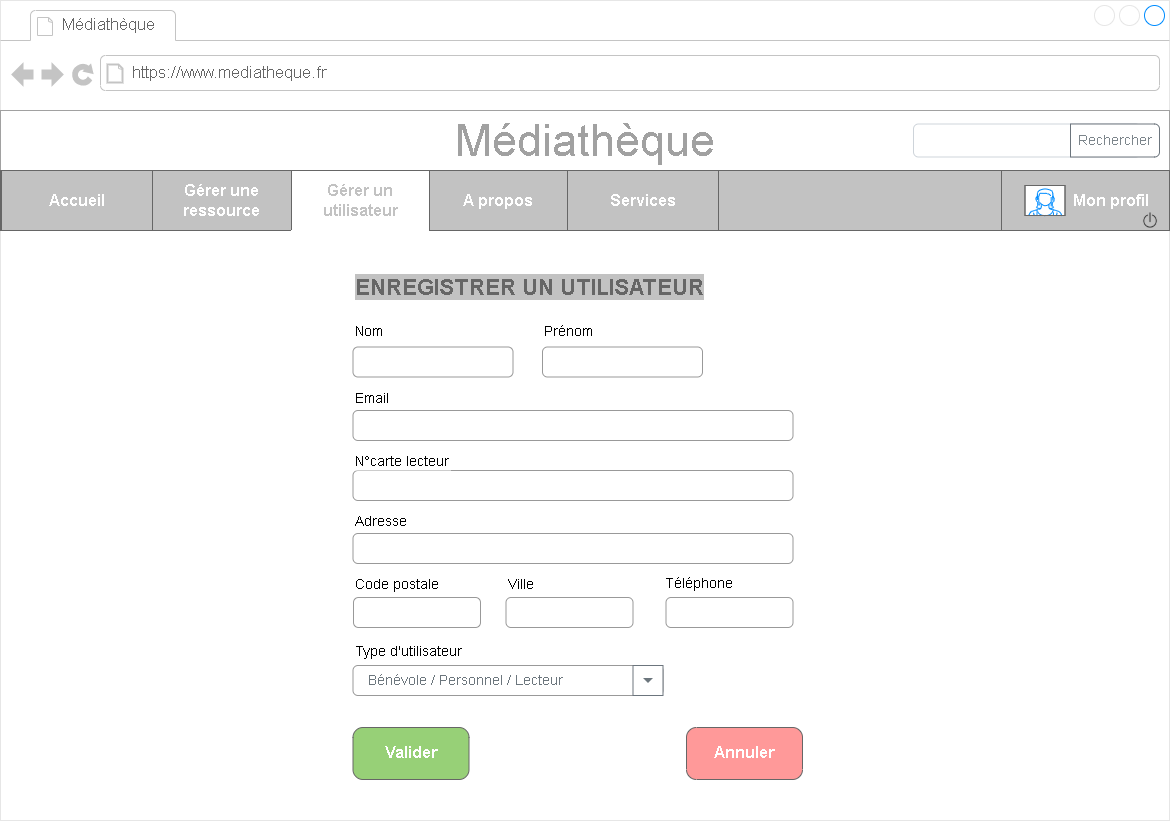 Médiathèque
https://www.mediatheque.fr
Médiathèque
Rechercher
Accueil
Gérer une
ressource
Gérer un
utilisateur
A propos
Services
Mon profil
ENREGISTRER UN UTILISATEUR
Nom
Prénom
Email
N°carte lecteur
Adresse
Code postale
Ville
Téléphone
Type d'utilisateur
Bénévole / Personnel / Lecteur
Valider
Annuler